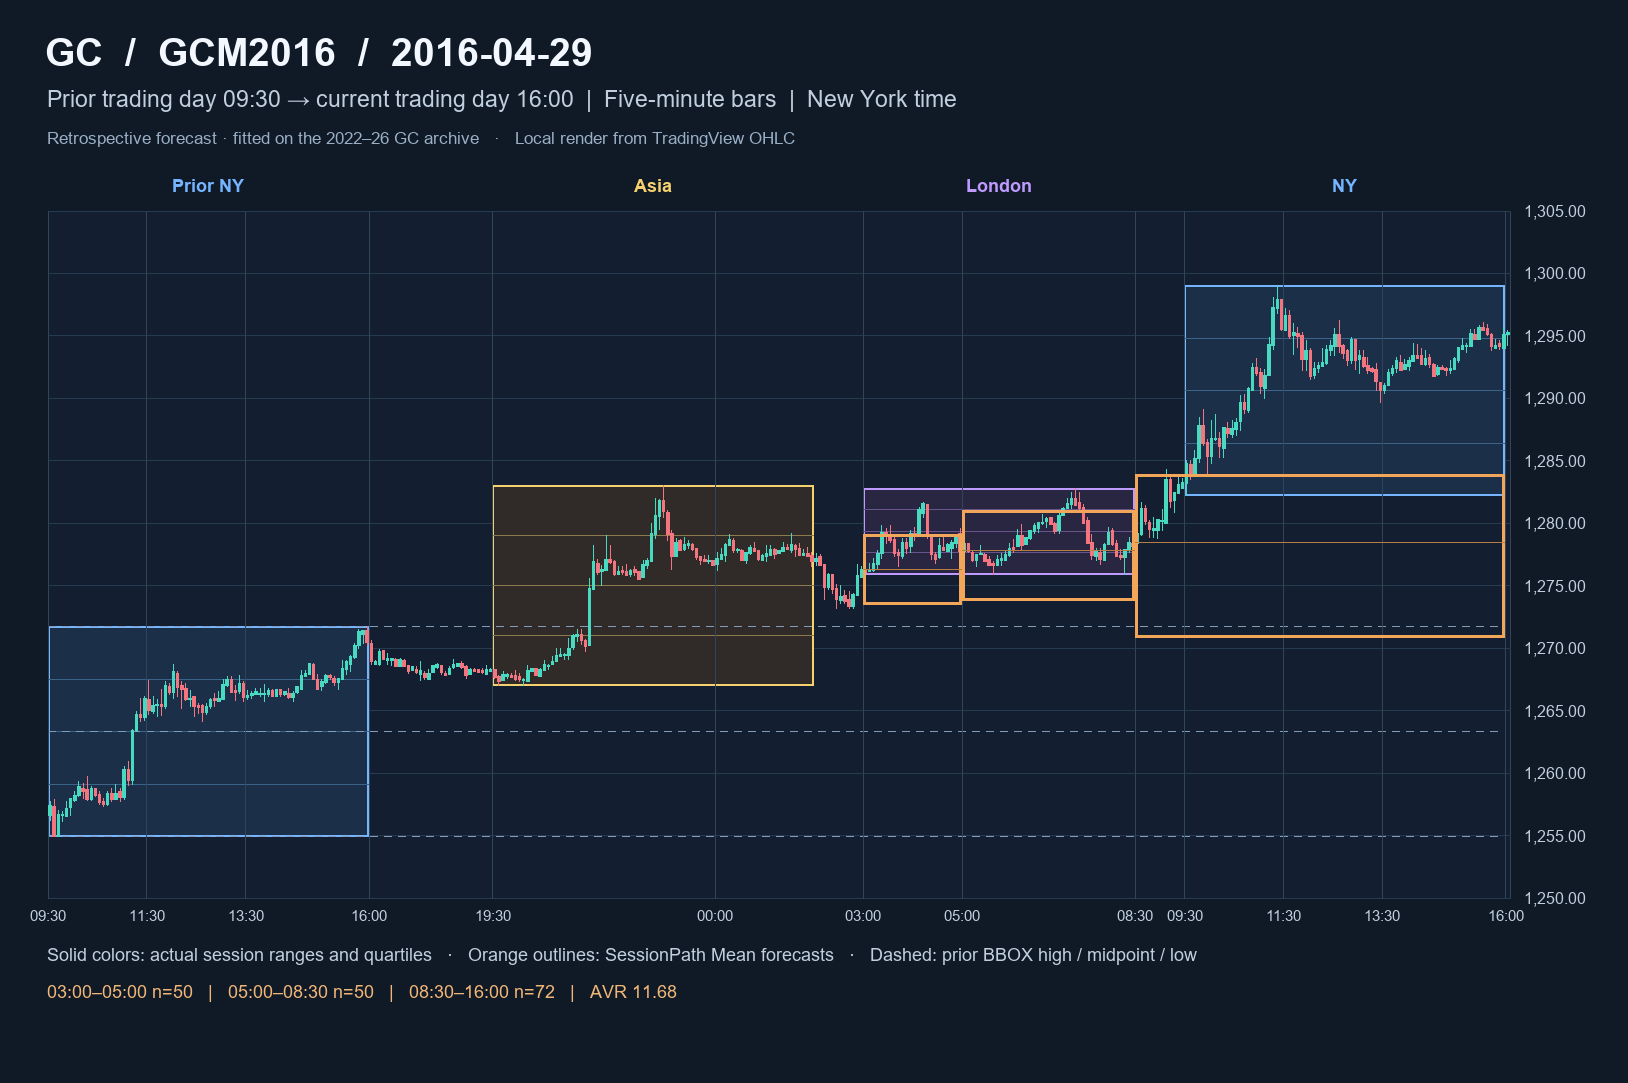 GC / GCM2016 / 2016-04-29
Prior trading day 09:30 → current trading day 16:00 | Five-minute bars | New York time
Retrospective forecast · fitted on the 2022–26 GC archive · Local render from TradingView OHLC
Prior NY Asia London NY
1,305.00
1,300.00
1,295.00
1,290.00
1,285.00
1,280.00
1,275.00
1,270.00
1,265.00
1,260.00
1,255.00
1,250.00
09:30 11:30 13:30 16:00 19:30 00:00 03:00 05:00 08:30 09:30 11:30 13:30 16:00
Solid colors: actual session ranges and quartiles · Orange outlines: SessionPath Mean forecasts · Dashed: prior BBOX high / midpoint / low
03:00–05:00 n=50 | 05:00–08:30 n=50 | 08:30–16:00 n=72 | AVR 11.68